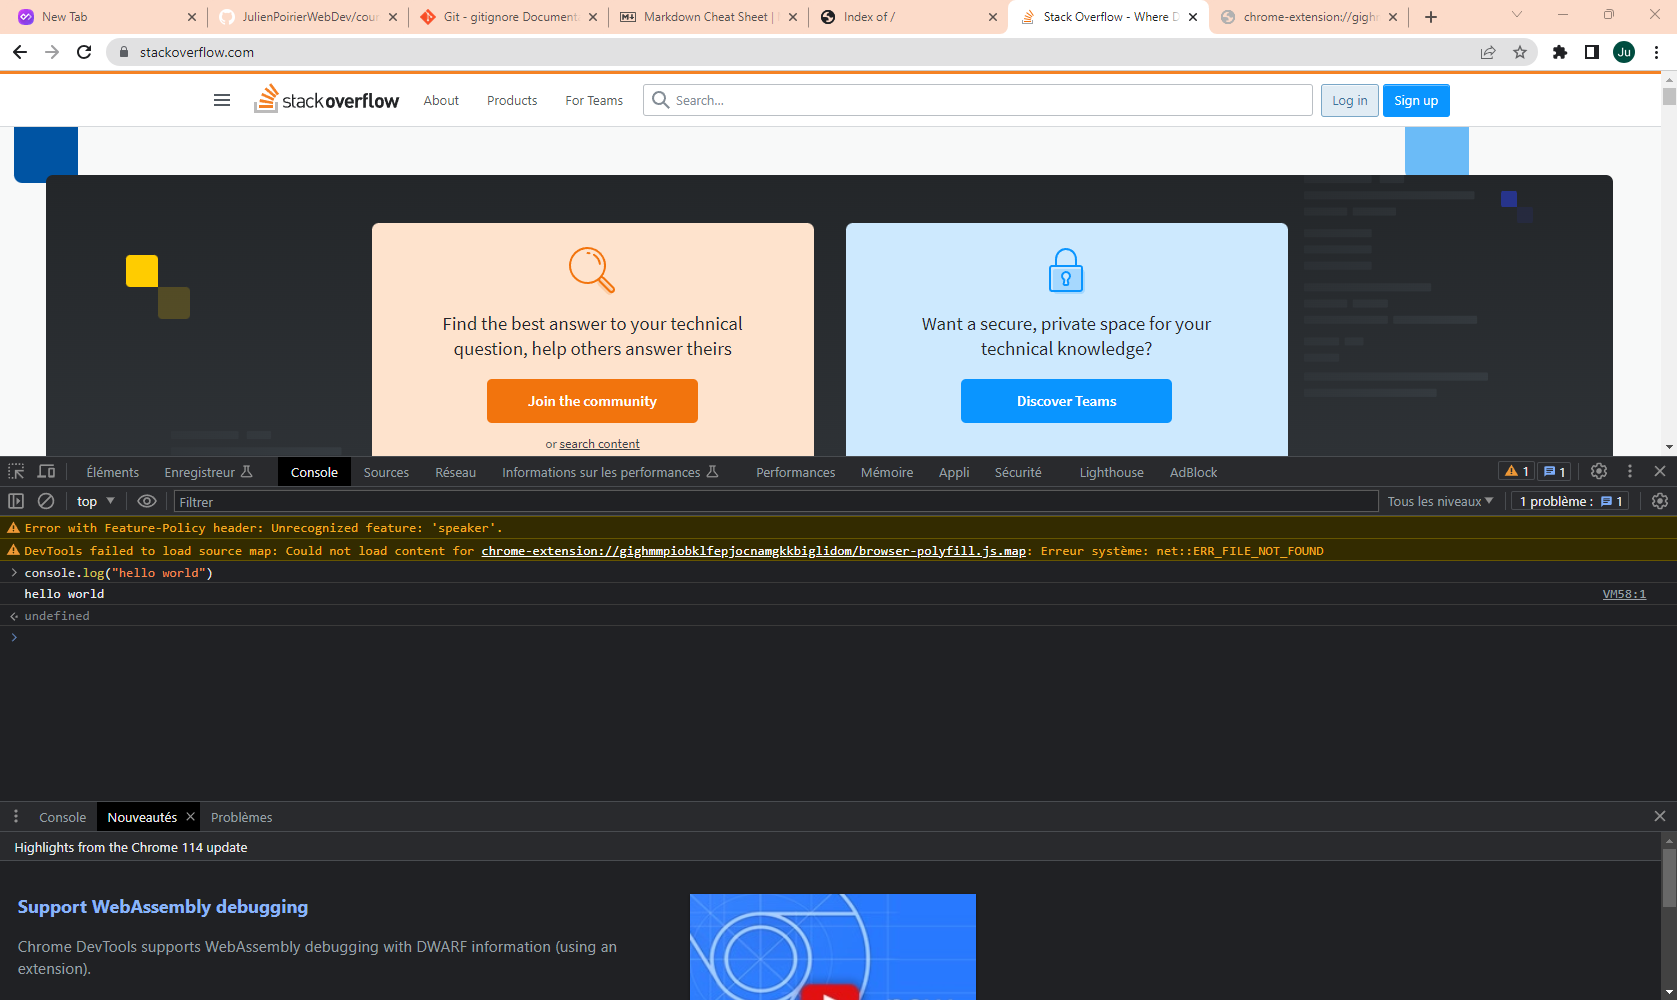 New Tab
JulienPoirierWebDev/cour
Git - gitignore Documenta
Markdown Cheat Sheet |
Index of /
Stack Overflow - Where D
chrome-extension://gighm
stackoverflow.com
Ju
stackoverflow
About
Products
For Teams
Search...
Log in
Sign up
Find the best answer to your technical
question, help others answer theirs
Join the community
or search content
Want a secure, private space for your
technical knowledge?
Discover Teams
Éléments
Enregistreur
Console
Sources
Réseau
Informations sur les performances
Performances
Mémoire
Appli
Sécurité
Lighthouse
AdBlock
1
1
top
Filtrer
Tous les niveaux
1 problème : 1
Error with Feature-Policy header: Unrecognized feature: 'speaker'.
DevTools failed to load source map: Could not load content for chrome-extension://gighmmpiobklfepjocnamgkkbiglidom/browser-polyfill.js.map: Erreur système: net::ERR_FILE_NOT_FOUND
console.log("hello world")
hello world
VM58:1
undefined
Console
Nouveautés
Problèmes
Highlights from the Chrome 114 update
Support WebAssembly debugging
Chrome DevTools supports WebAssembly debugging with DWARF information (using an
extension).